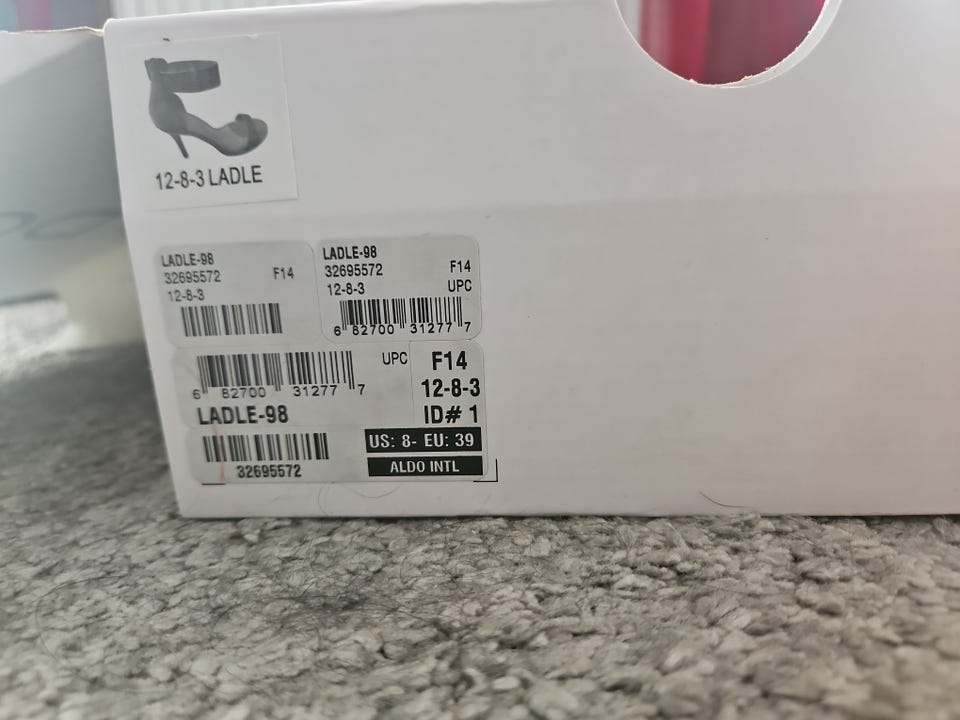 12-8-3 LADLE
LADLE-98
32695572 F14
12-8-3
LADLE-98
32695572 F14
12-8-3 UPC
6 82700 31277 7
UPC
6 82700 31277 7
LADLE-98
32695572
F14
12-8-3
ID# 1
US: 8- EU: 39
ALDO INTL